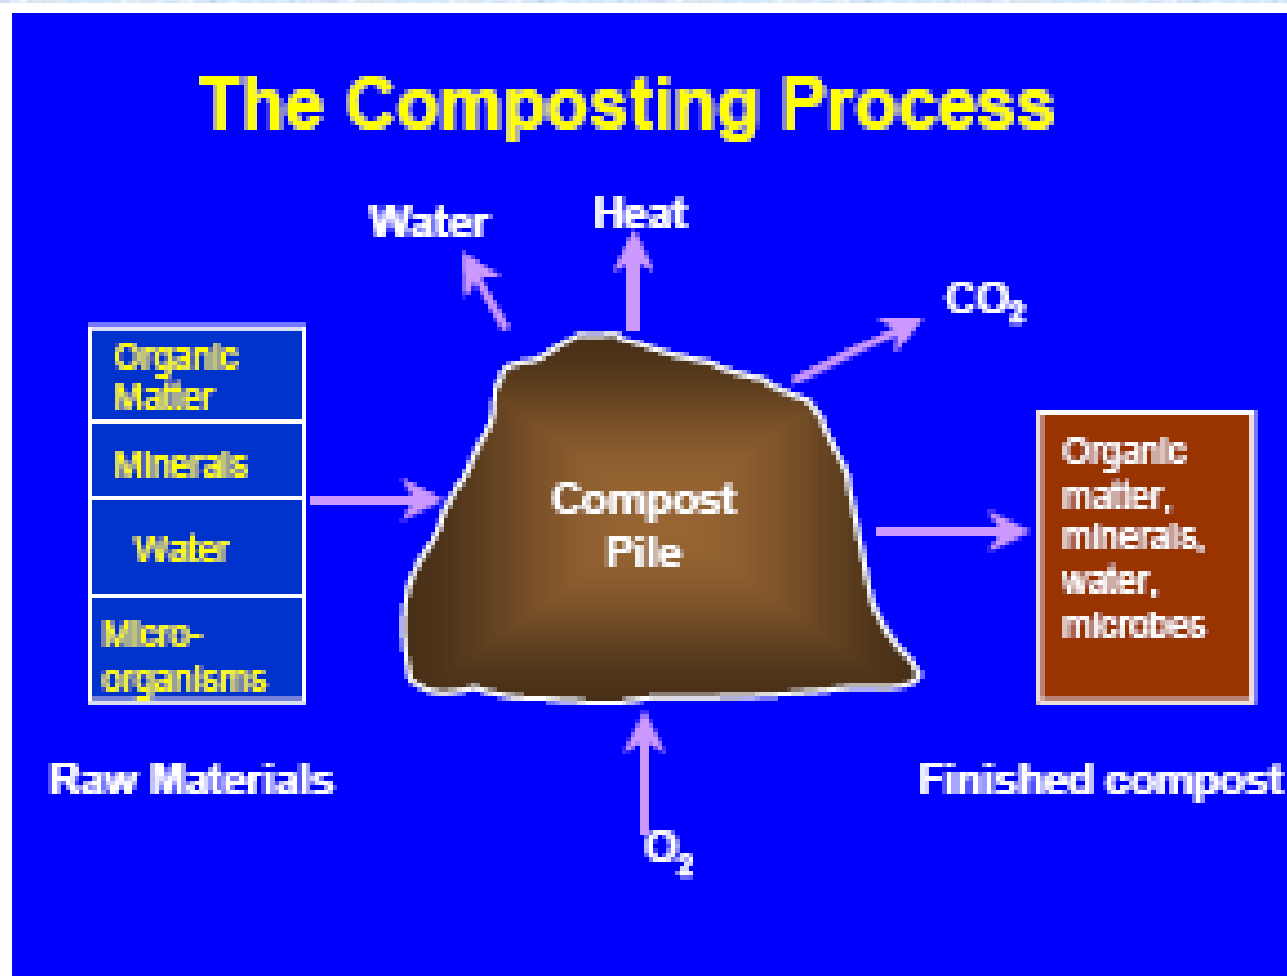 The Composting Process
Water
Heat
CO₂
Organic
Matter
Minerals
Water
Micro-
organisms
Compost
Pile
Organic
matter,
minerals,
water,
microbes
Raw Materials
Finished compost
O₂